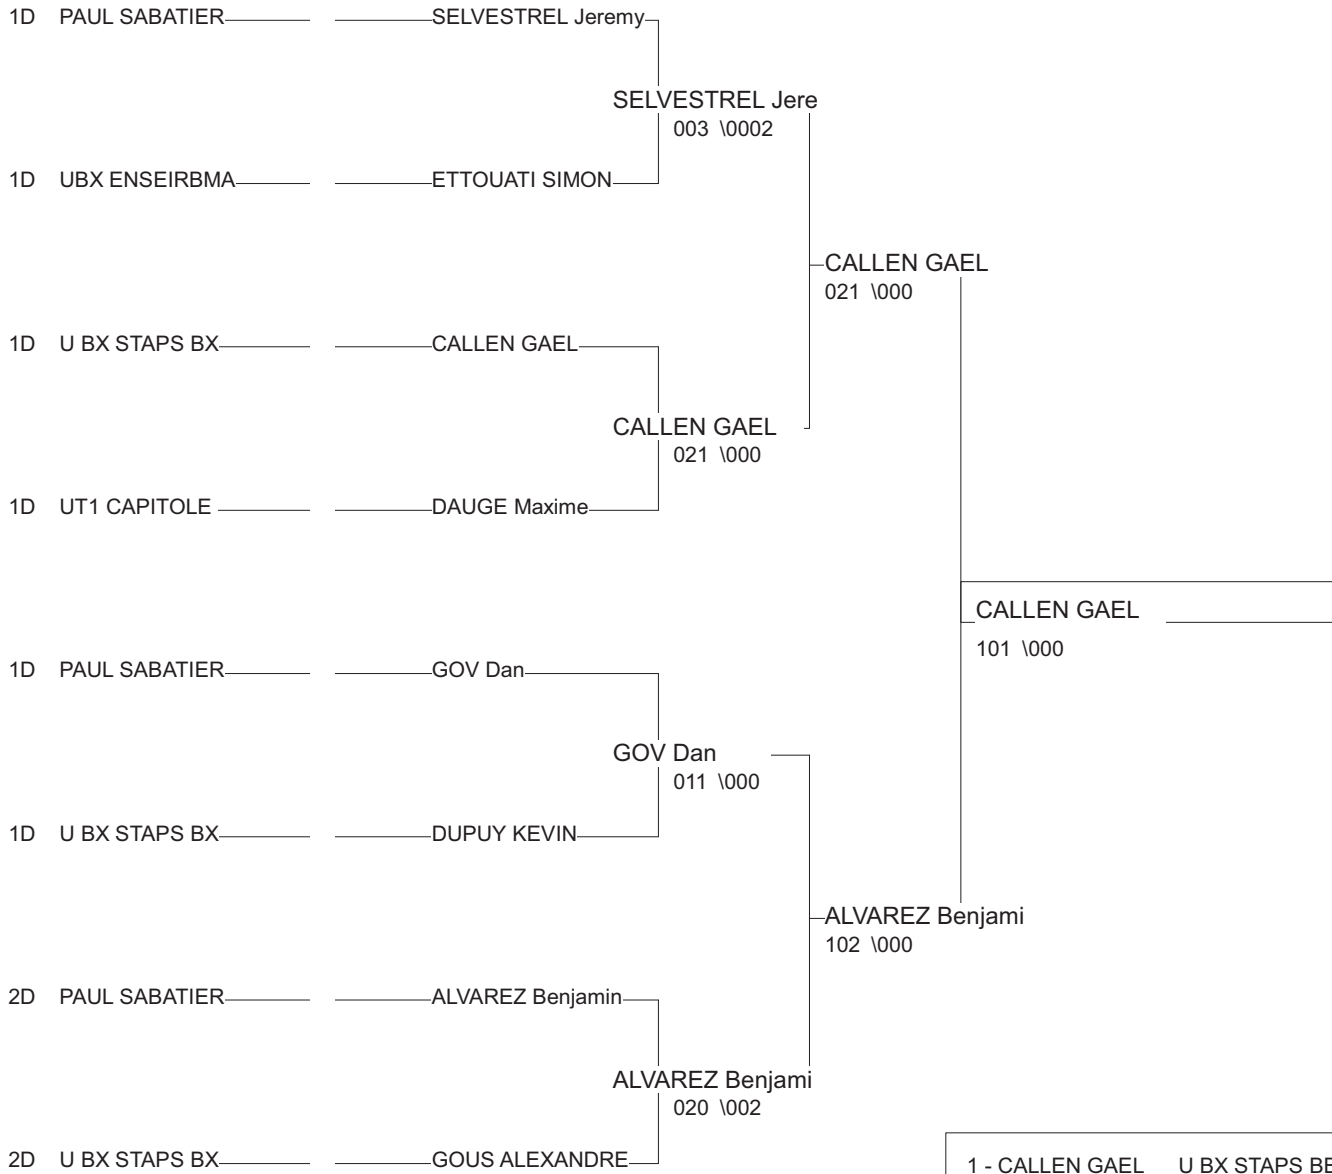 1D PAUL SABATIER SELVESTREL Jeremy
SELVESTREL Jere
003 \0002
1D UBX ENSEIRBMA ETTOUATI SIMON
CALLEN GAEL
021 \000
1D U BX STAPS BX CALLEN GAEL
CALLEN GAEL
021 \000
1D UT1 CAPITOLE DAUGE Maxime
CALLEN GAEL
101 \000
1D PAUL SABATIER GOV Dan
GOV Dan
011 \000
1D U BX STAPS BX DUPUY KEVIN
ALVAREZ Benjami
102 \000
2D PAUL SABATIER ALVAREZ Benjamin
ALVAREZ Benjami
020 \002
2D U BX STAPS BX GOUS ALEXANDRE
1 - CALLEN GAEL U BX STAPS